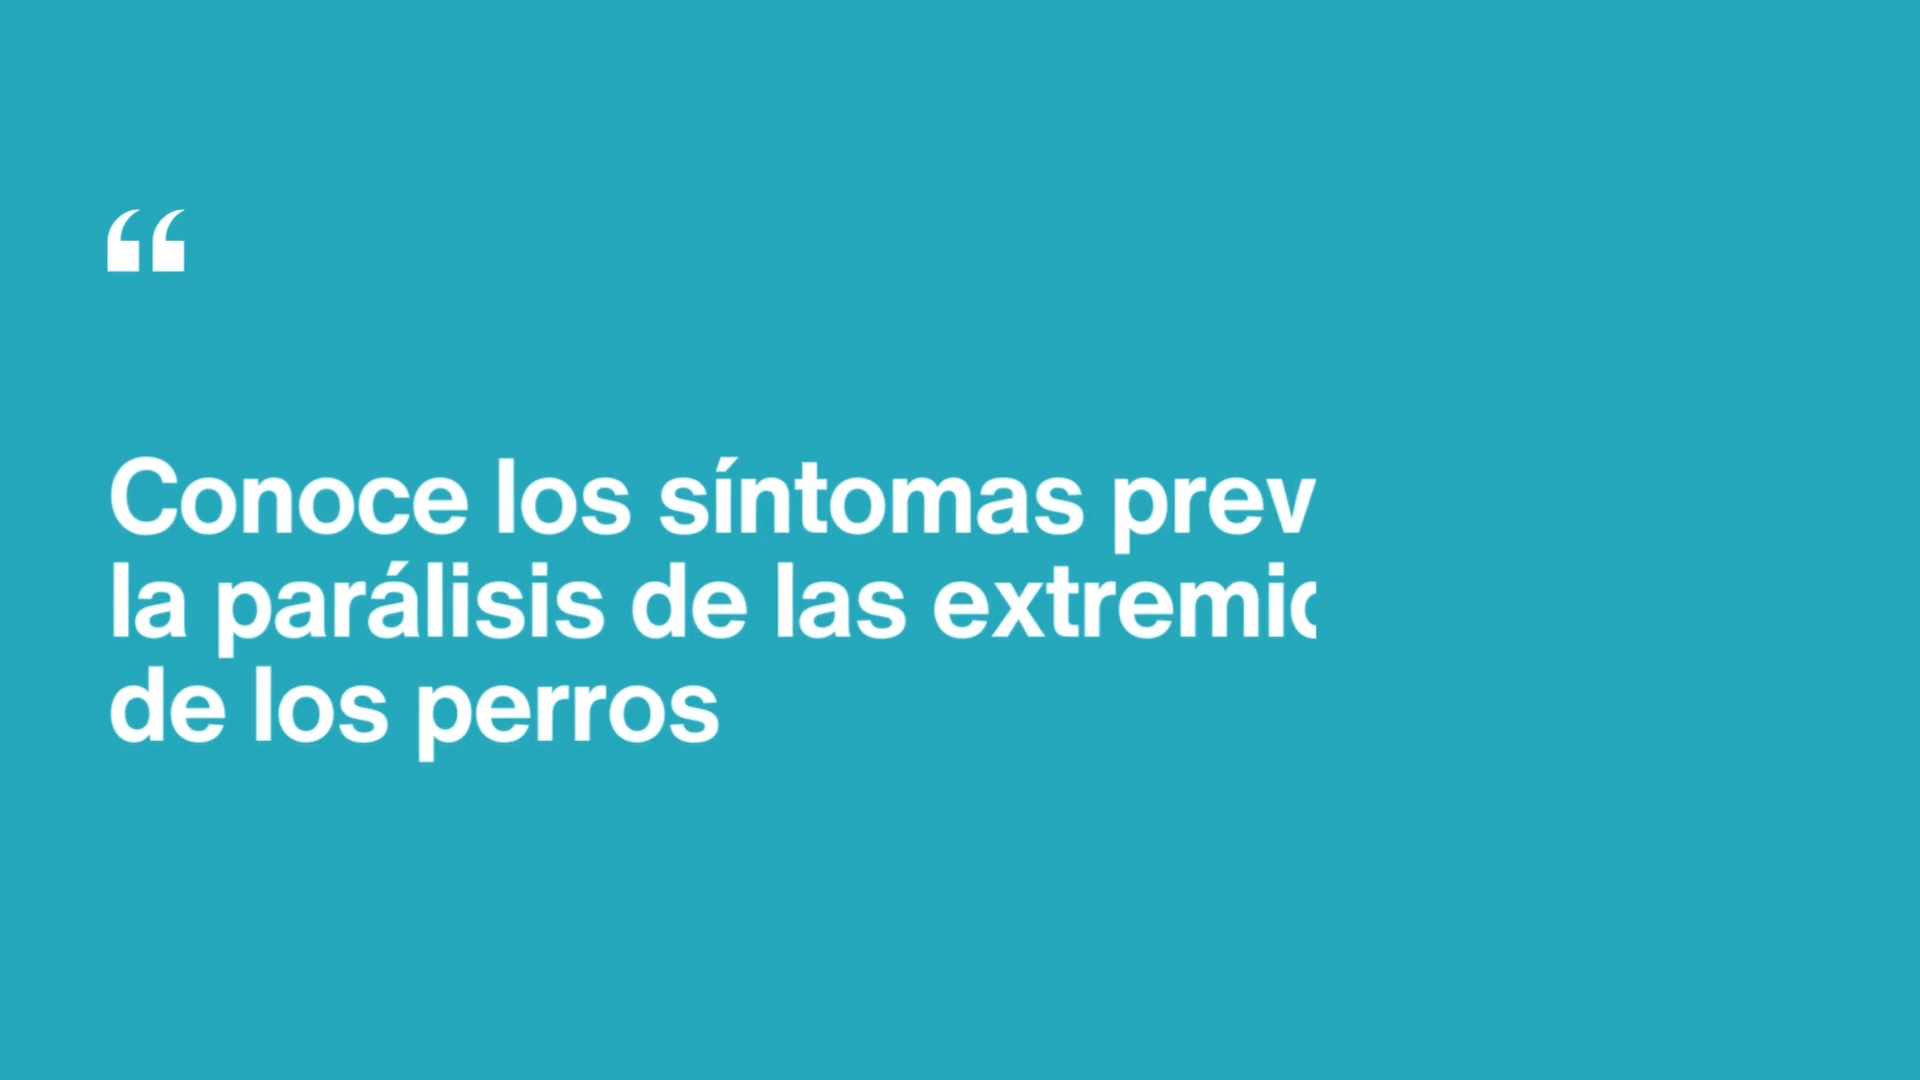 “
Conoce los síntomas prev
la parálisis de las extremi
de los perros